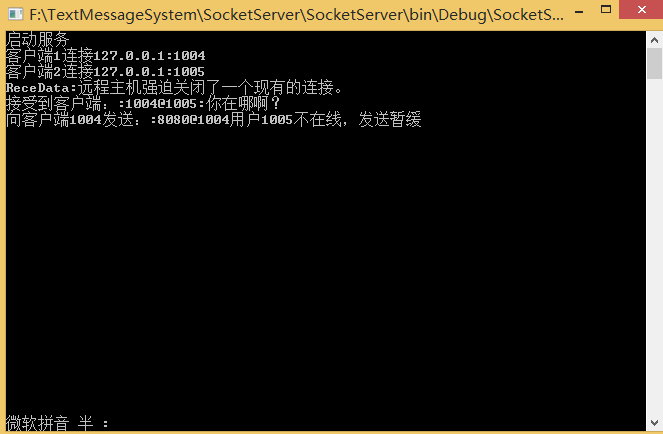 F:\TextMessageSystem\SocketServer\SocketServer\bin\Debug\SocketS...
启动服务
客户端1连接127.0.0.1:1004
客户端2连接127.0.0.1:1005
ReceData:远程主机强迫关闭了一个现有的连接。
接受到客户端：:1004@1005:你在哪啊？
向客户端1004发送：:8080@1004用户1005不在线，发送暂缓
微软拼音 半 :